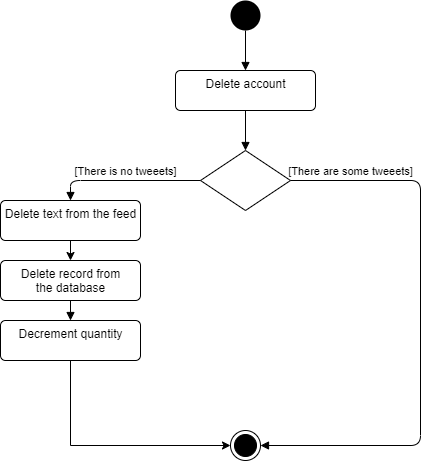 Delete account
[There is no tweeets]
[There are some tweeets]
Delete text from the feed
Delete record from
the database
Decrement quantity